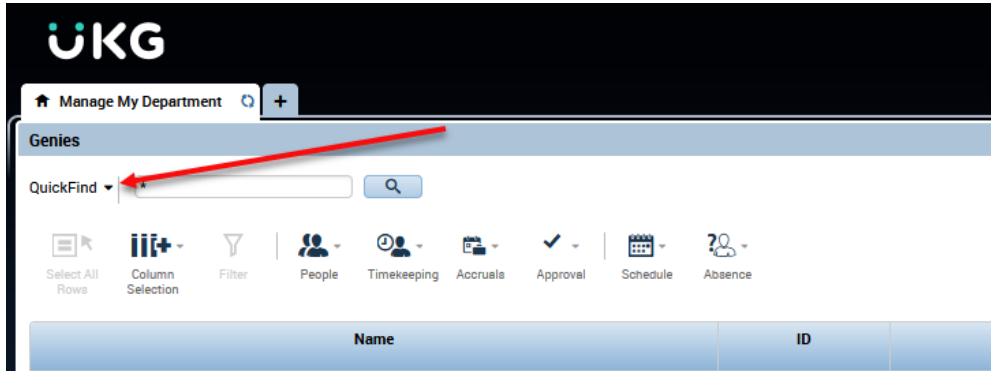 UKG
Manage My Department +
Genies
QuickFind *
Select All Rows
Column Selection
Filter
People
Timekeeping
Accruals
Approval
Schedule
Absence
Name ID